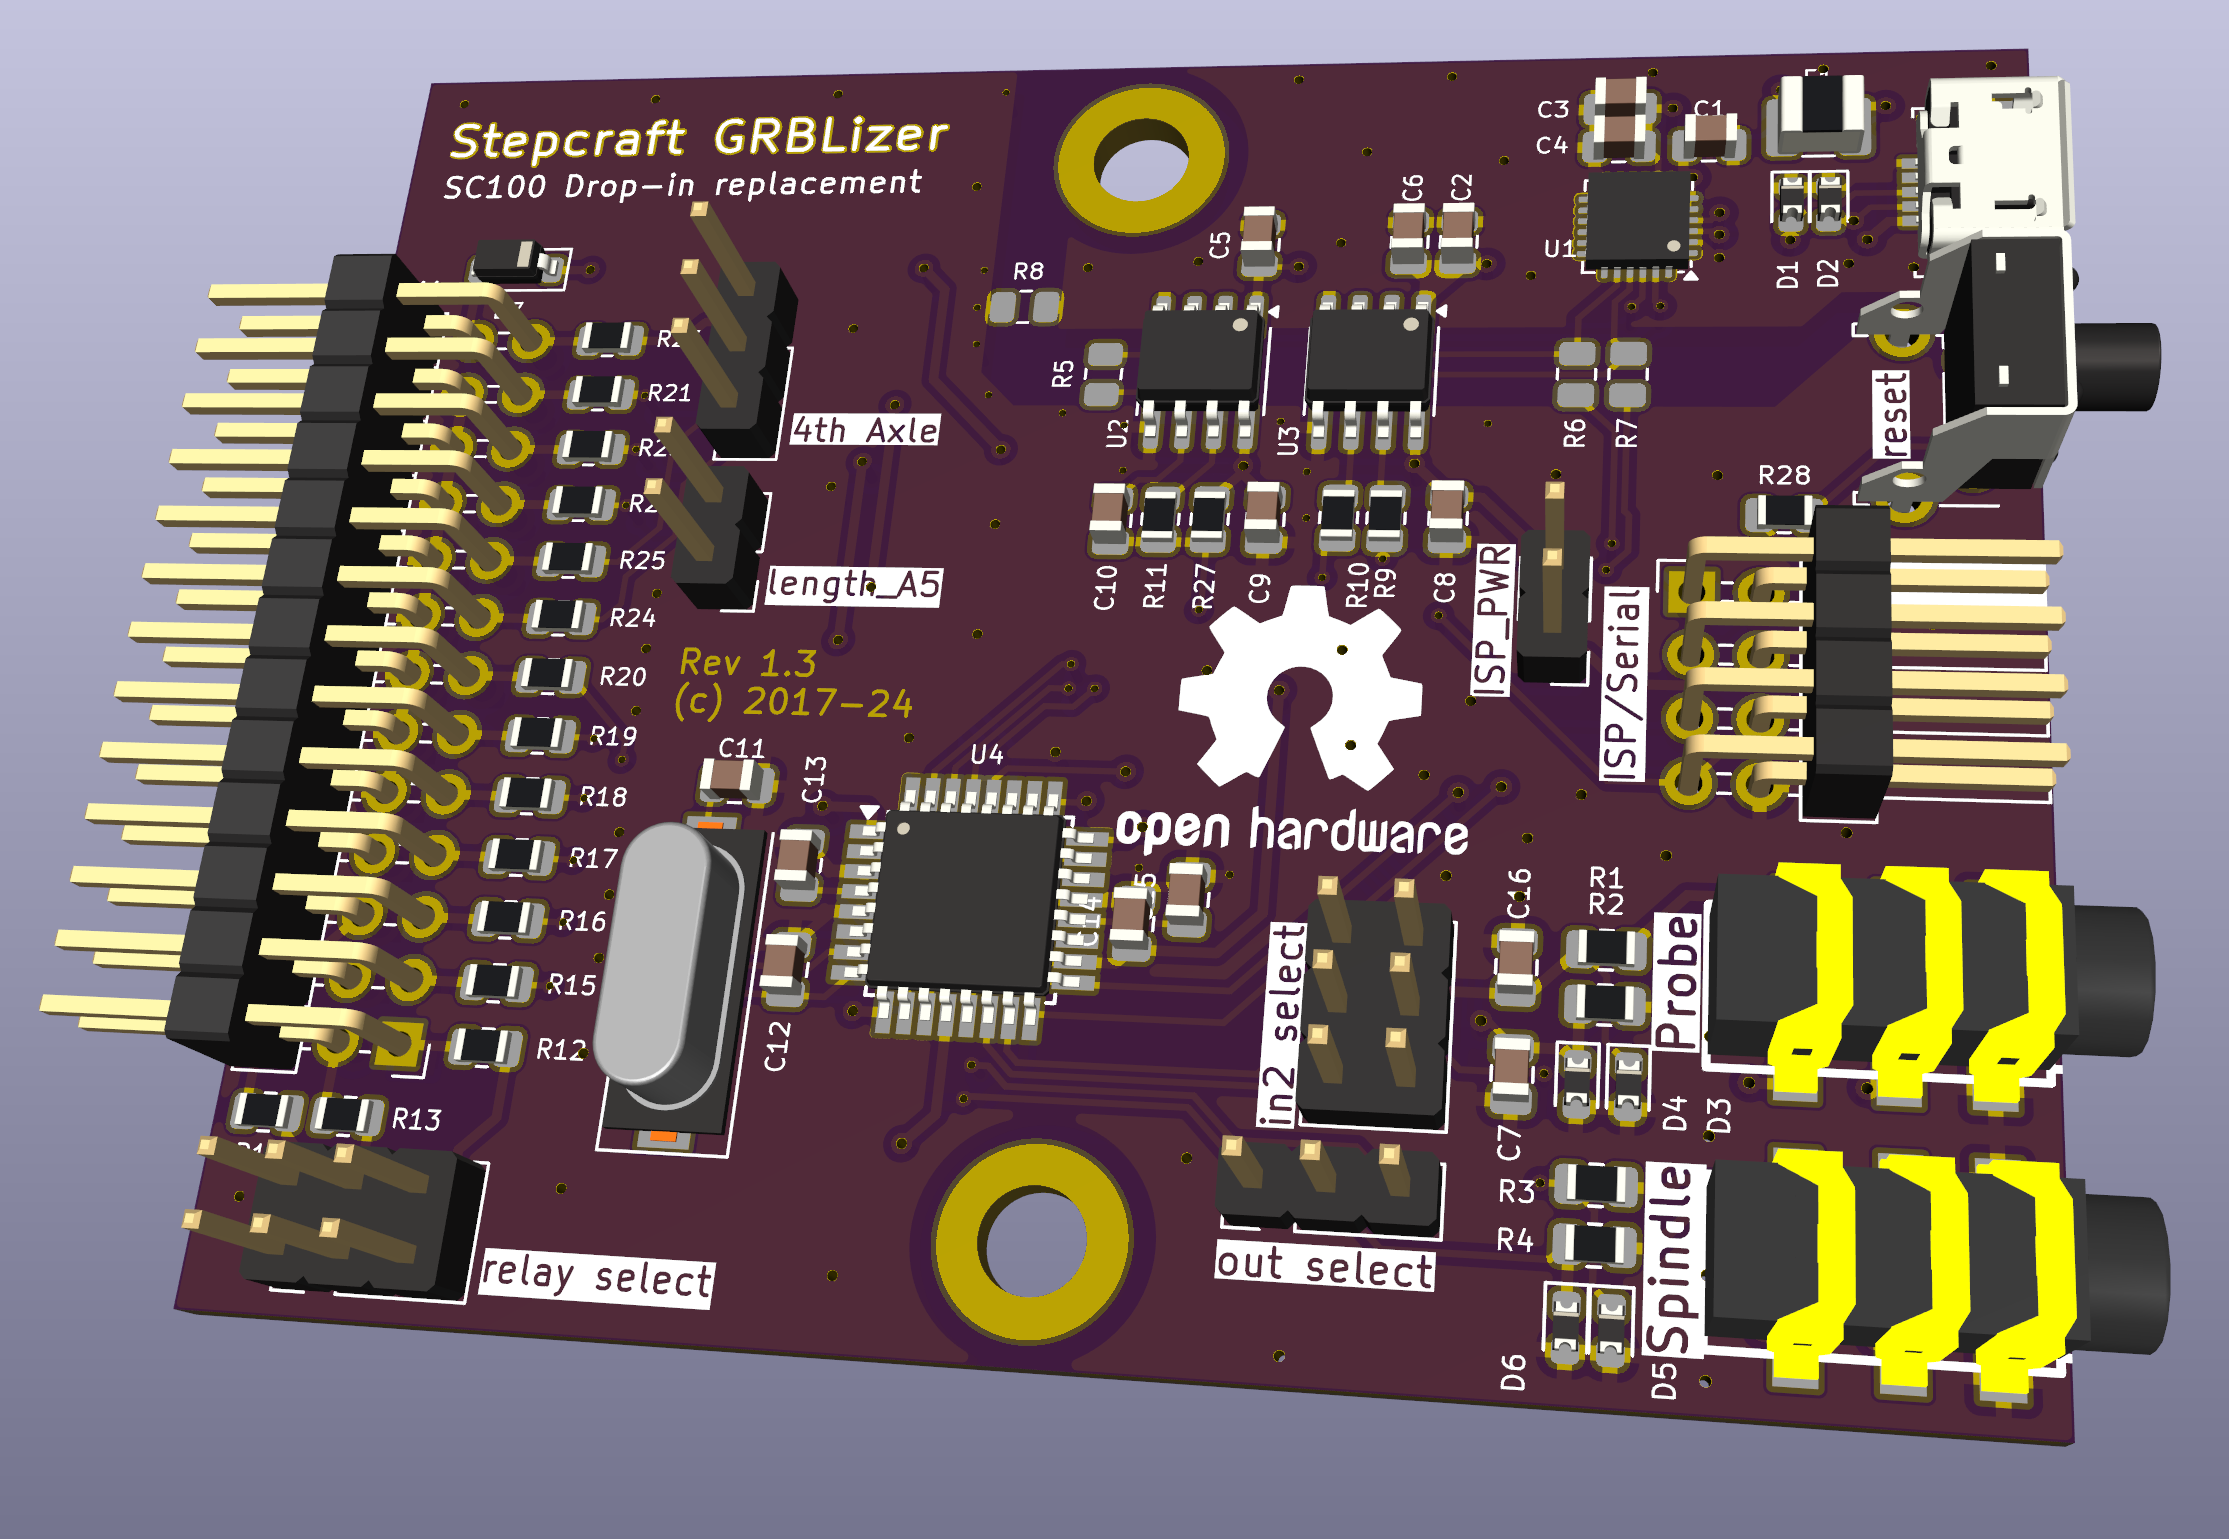 Stepcraft GRBLizer
SC100 Drop-in replacement
C3
C4
C1
C6
C2
C5
U1
D1
D2
R8
R5
U2
U3
R6
R7
reset
R21
4th Axle
R25
length_A5
R24
R28
C10
R11
R27
C9
R10
R9
C8
ISP_PWR
ISP/Serial
R20
Rev 1.3
(c) 2017-24
R19
R18
R17
R16
R15
R12
R13
C11
C13
U4
C12
open hardware
C14
in2 select
C16
R1
R2
Probe
C7
D4
D3
R3
R4
out select
Spindle
D6
D5
relay select